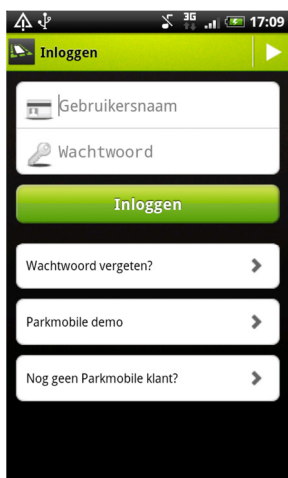 3G 17:09
Inloggen
Gebruikersnaam
Wachtwoord
Inloggen
Wachtwoord vergeten?
Parkmobile demo
Nog geen Parkmobile klant?